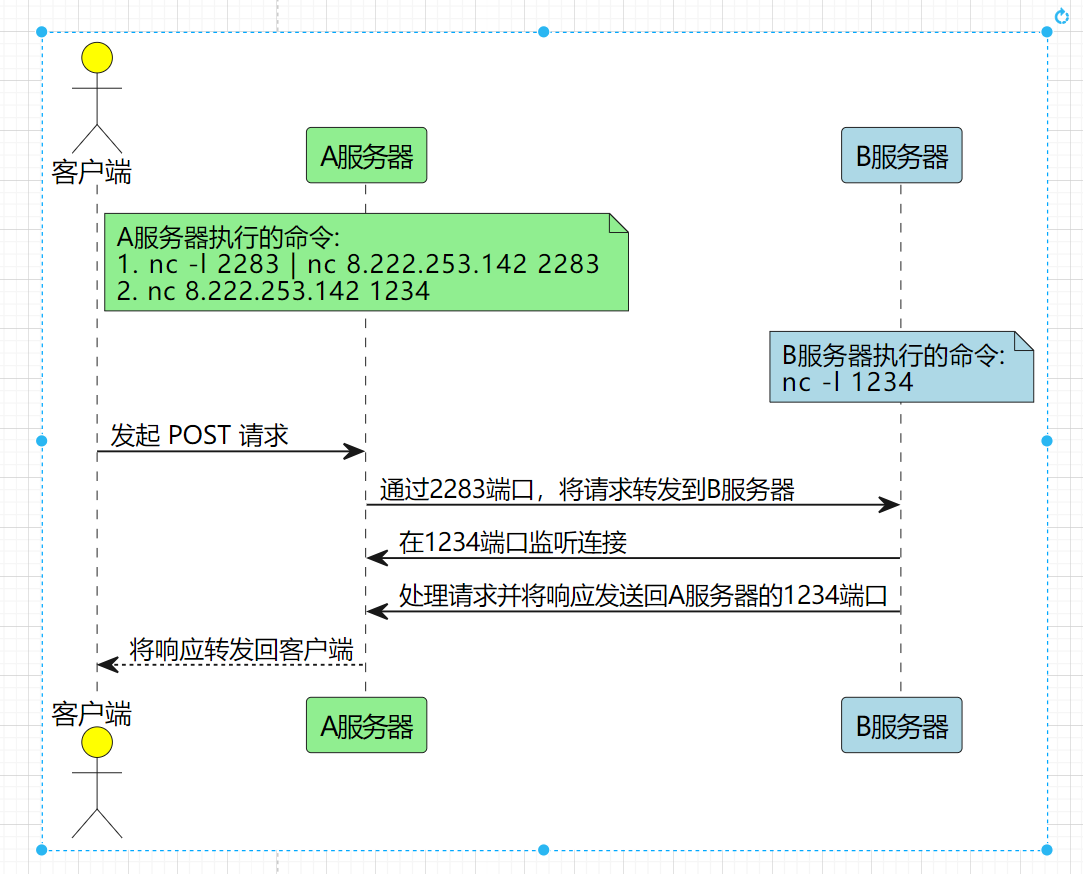 客户端
A服务器
B服务器
A服务器执行的命令:
1. nc -l 2283 | nc 8.222.253.142 2283
2. nc 8.222.253.142 1234
B服务器执行的命令:
nc -l 1234
发起 POST 请求
通过2283端口，将请求转发到B服务器
在1234端口监听连接
处理请求并将响应发送回A服务器的1234端口
将响应转发回客户端
客户端
A服务器
B服务器